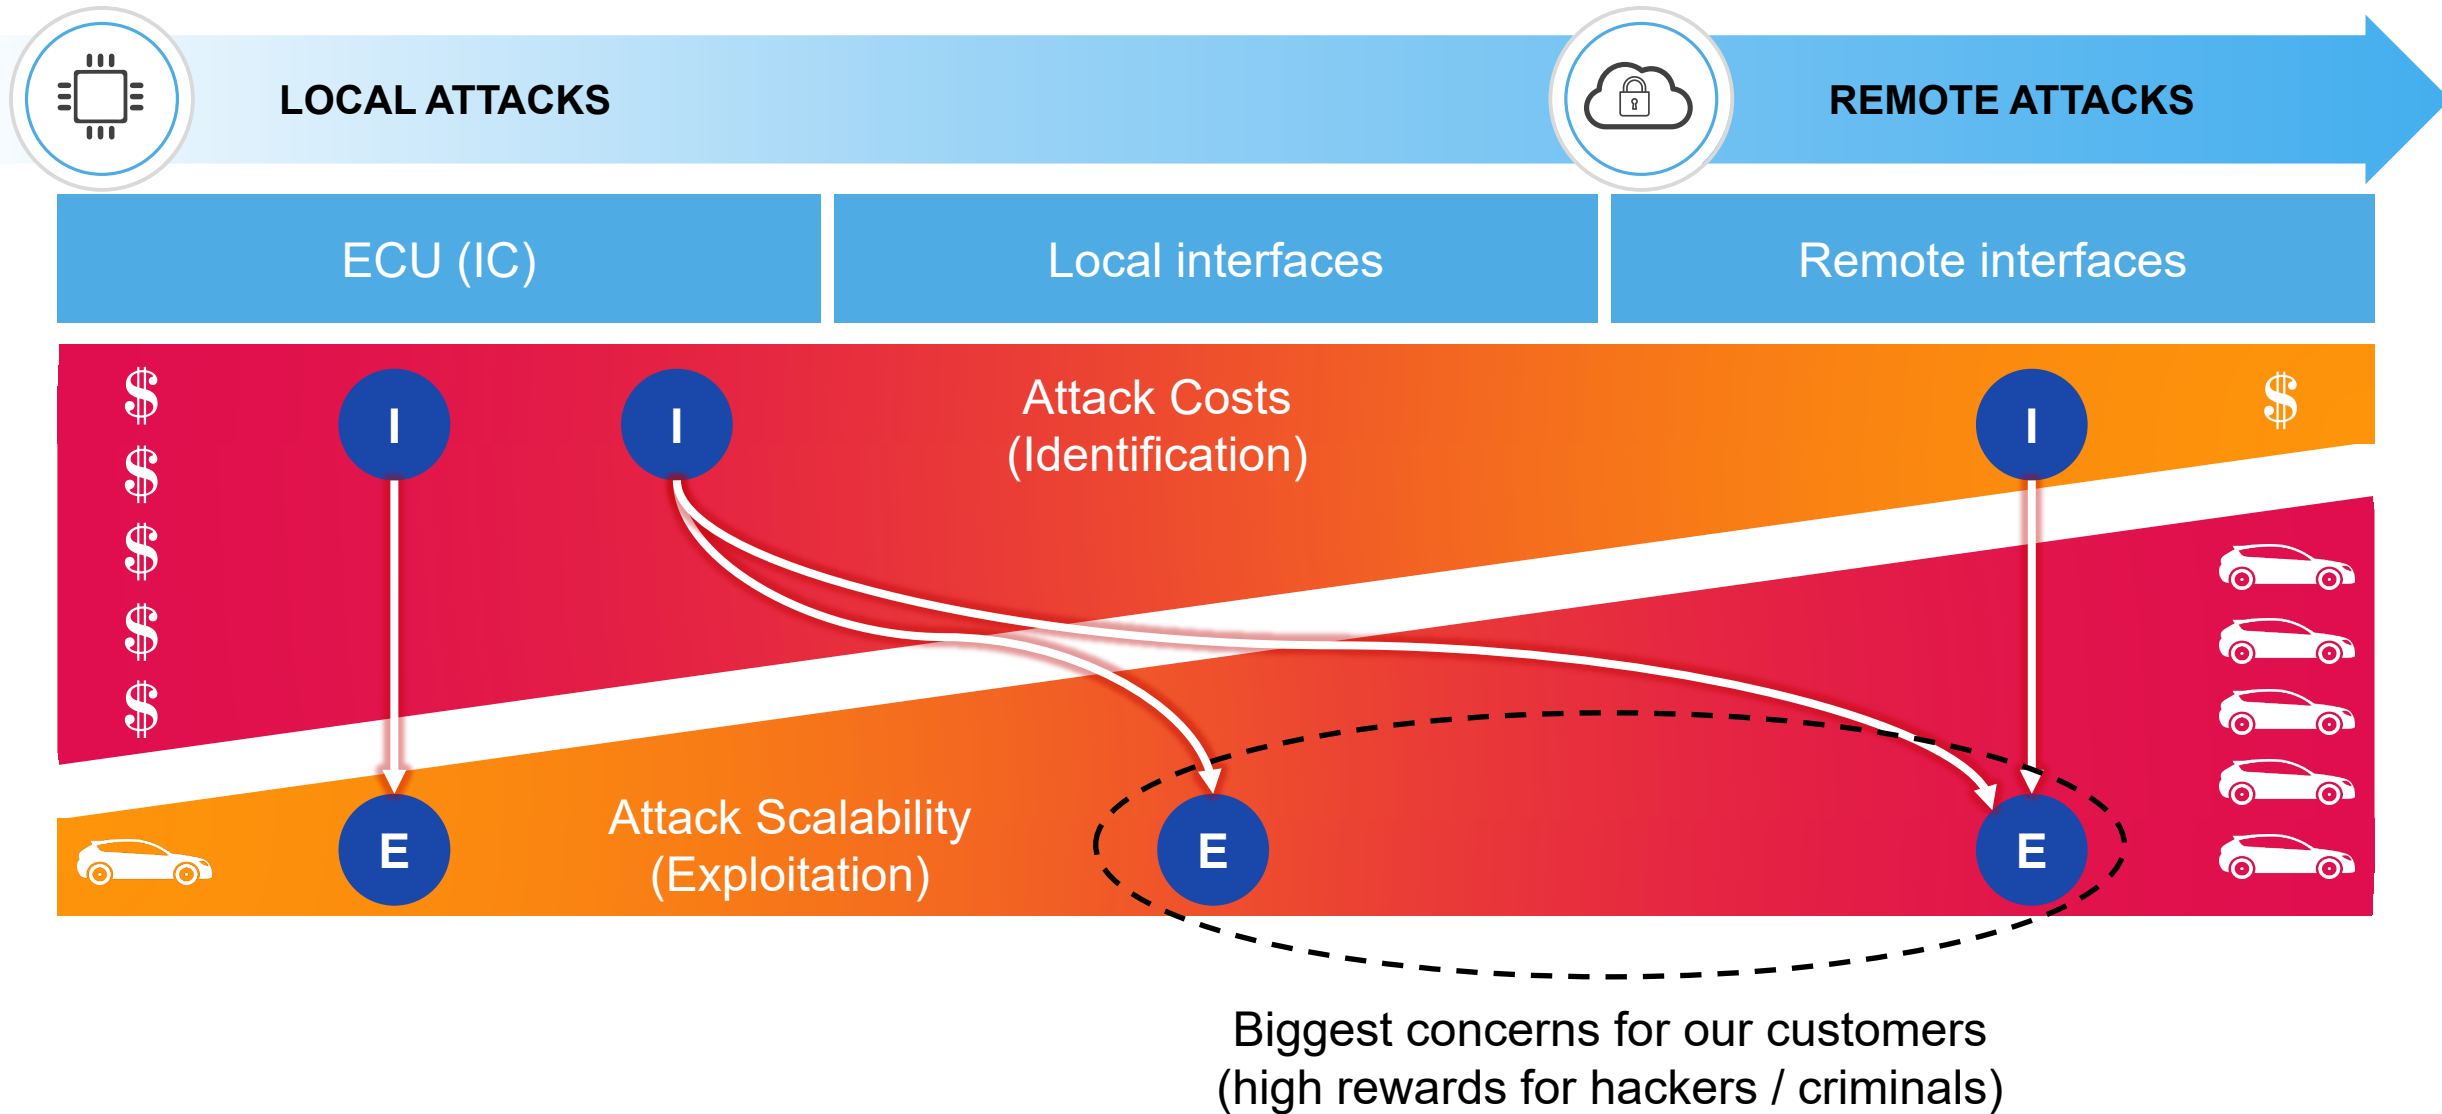 LOCAL ATTACKS
REMOTE ATTACKS
ECU (IC)
Local interfaces
Remote interfaces
$
$
$
$
$
I
I
Attack Costs
(Identification)
I
$
Attack Scalability
(Exploitation)
E
E
E
Biggest concerns for our customers
(high rewards for hackers / criminals)